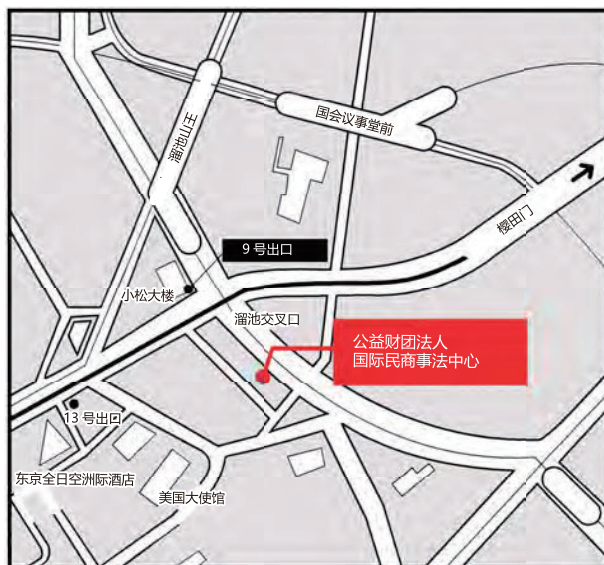 国会议事堂前
溜池山王
樱田门
9 号出口
小松大楼
溜池交叉口
公益财团法人
国际民商事法中心
13 号出口
东京全日空洲际酒店
美国大使馆